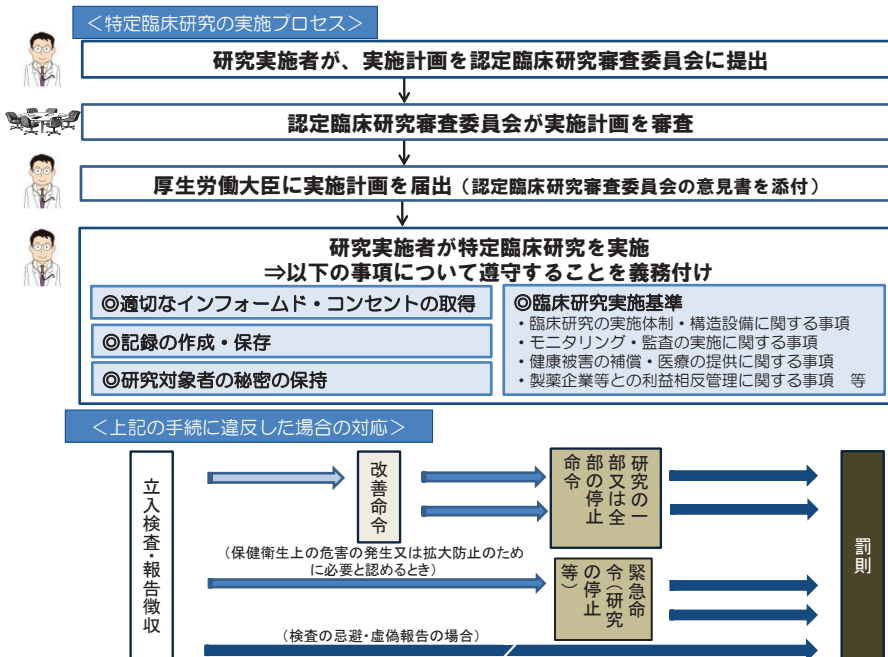 ＜特定臨床研究の実施プロセス＞
研究実施者が、実施計画を認定臨床研究審査委員会に提出
認定臨床研究審査委員会が実施計画を審査
厚生労働大臣に実施計画を届出（認定臨床研究審査委員会の意見書を添付）
研究実施者が特定臨床研究を実施
⇒以下の事項について遵守することを義務付け
◎適切なインフォームド・コンセントの取得
◎記録の作成・保存
◎研究対象者の秘密の保持
◎臨床研究実施基準
・臨床研究の実施体制・構造設備に関する事項
・モニタリング・監査の実施に関する事項
・健康被害の補償・医療の提供に関する事項
・製薬企業等との利益相反管理に関する事項　等
＜上記の手続に違反した場合の対応＞
立入検査・報告徴収
改善命令
研究の一
部又は全
部の停止
命令
（保健衛生上の危害の発生又は拡大防止のため
に必要と認めるとき）
緊急命
令（研究
の停止
等）
（検査の忌避・虚偽報告の場合）
罰則